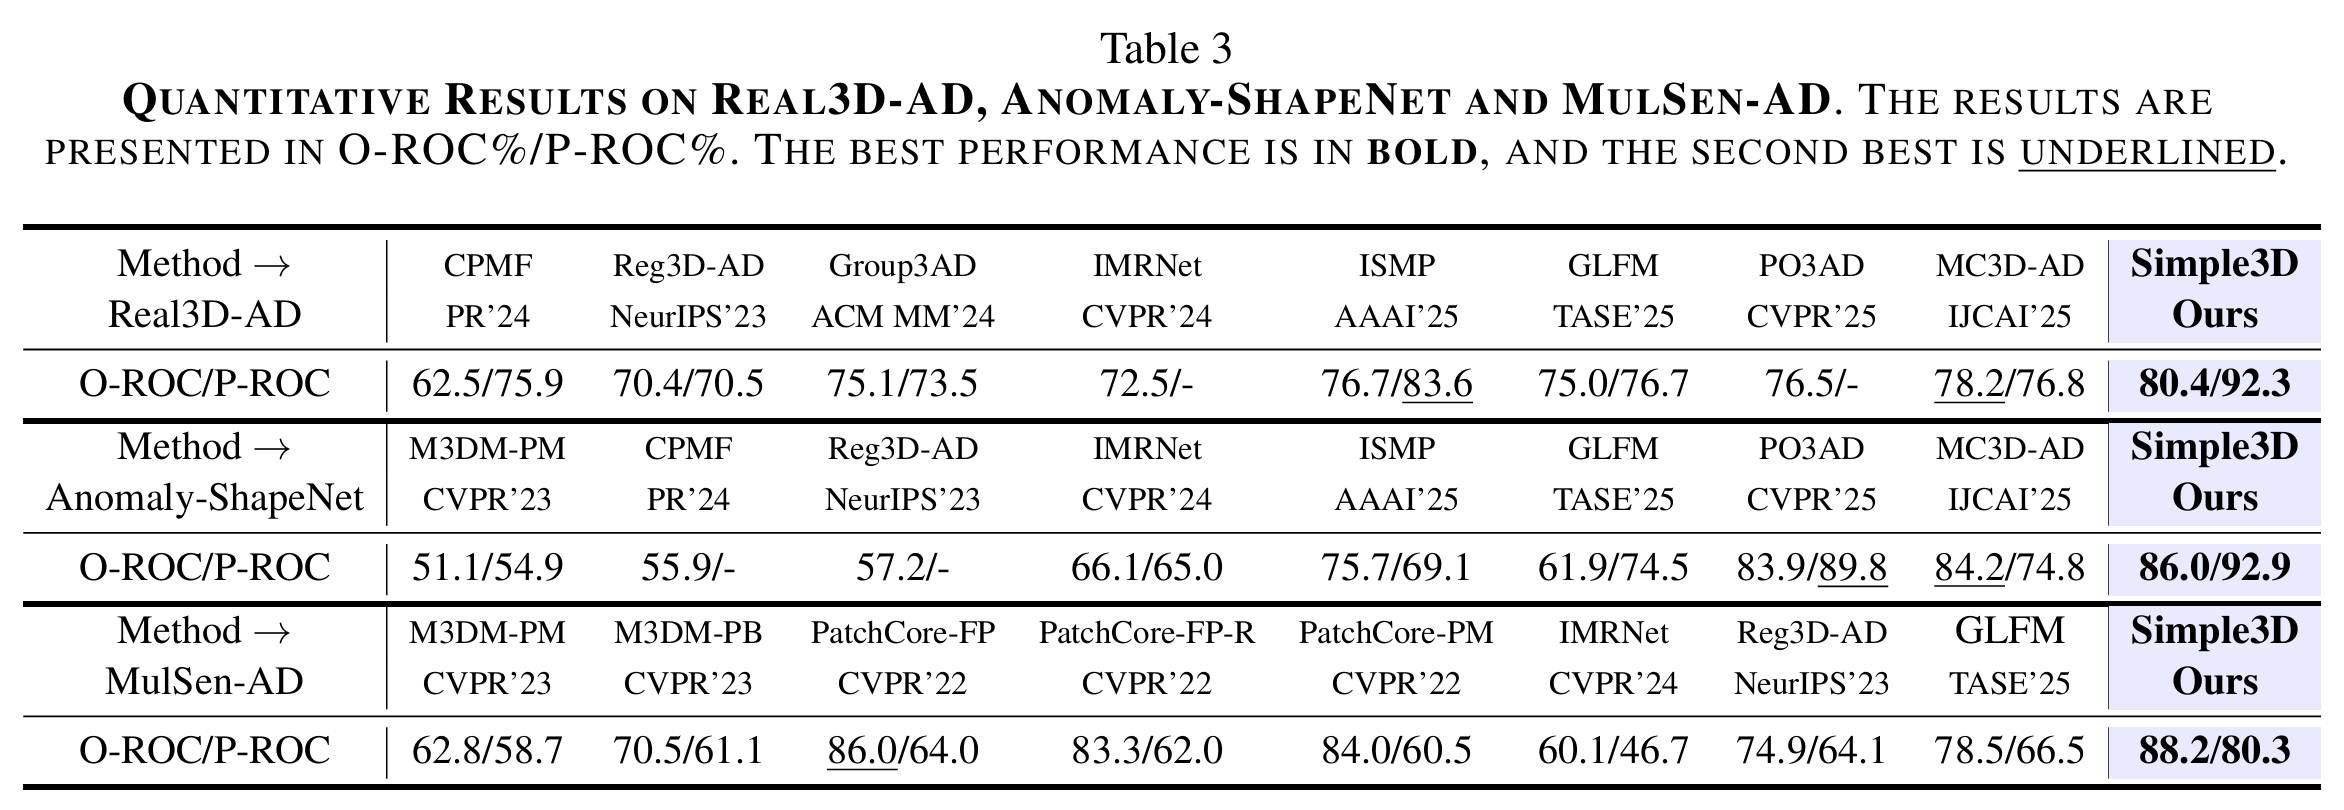 Table 3
QUANTITATIVE RESULTS ON REAL3D-AD, ANOMALY-SHAPENET AND MULSEN-AD. THE RESULTS ARE
PRESENTED IN O-ROC%/P-ROC%. THE BEST PERFORMANCE IS IN BOLD, AND THE SECOND BEST IS UNDERLINED.
Method → CPMF Reg3D-AD Group3AD IMRNet ISMP GLFM PO3AD MC3D-AD Simple3D
Real3D-AD PR’24 NeurIPS’23 ACM MM’24 CVPR’24 AAAI’25 TASE’25 CVPR’25 IJCAI’25 Ours
O-ROC/P-ROC 62.5/75.9 70.4/70.5 75.1/73.5 72.5/- 76.7/83.6 75.0/76.7 76.5/- 78.2/76.8 80.4/92.3
Method → M3DM-PM CPMF Reg3D-AD IMRNet ISMP GLFM PO3AD MC3D-AD Simple3D
Anomaly-ShapeNet CVPR’23 PR’24 NeurIPS’23 CVPR’24 AAAI’25 TASE’25 CVPR’25 IJCAI’25 Ours
O-ROC/P-ROC 51.1/54.9 55.9/- 57.2/- 66.1/65.0 75.7/69.1 61.9/74.5 83.9/89.8 84.2/74.8 86.0/92.9
Method → M3DM-PM M3DM-PB PatchCore-FP PatchCore-FP-R PatchCore-PM IMRNet Reg3D-AD GLFM Simple3D
MulSen-AD CVPR’23 CVPR’23 CVPR’22 CVPR’22 CVPR’22 CVPR’24 NeurIPS’23 TASE’25 Ours
O-ROC/P-ROC 62.8/58.7 70.5/61.1 86.0/64.0 83.3/62.0 84.0/60.5 60.1/46.7 74.9/64.1 78.5/66.5 88.2/80.3